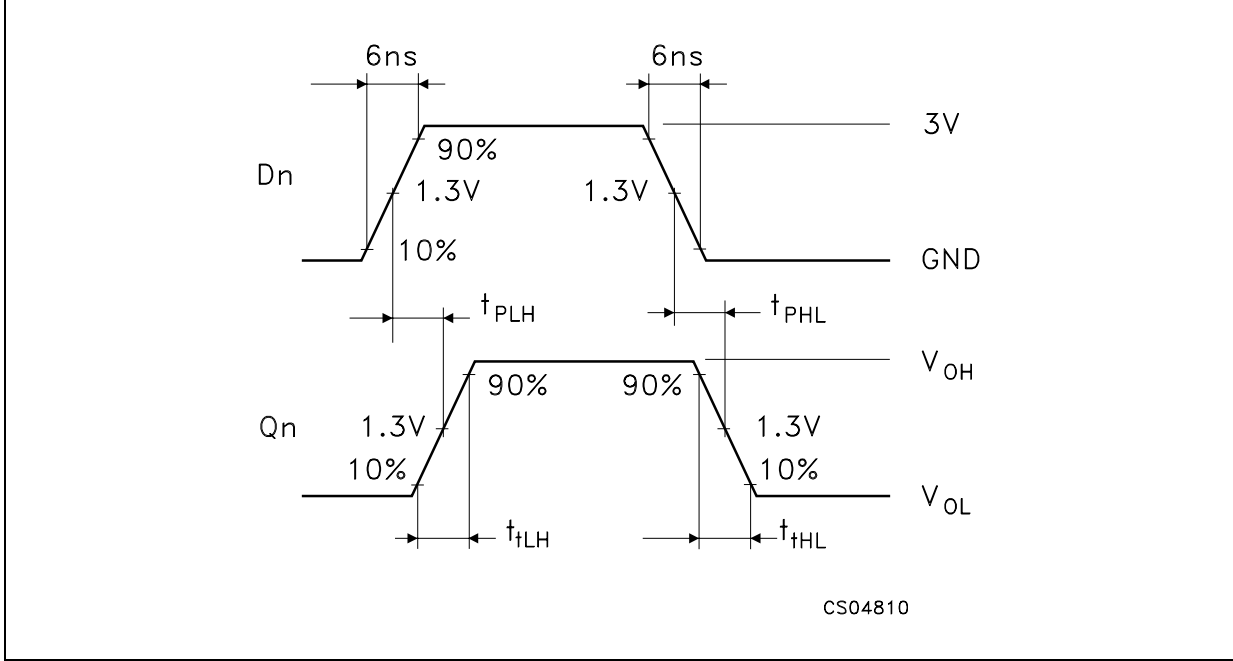 6ns 6ns
3V
90%
Dn
1.3V 1.3V
10%
GND
tPLH tPHL
VOH
90% 90%
Qn 1.3V 1.3V
10% 10%
VOL
ttLH ttHL
CS04810